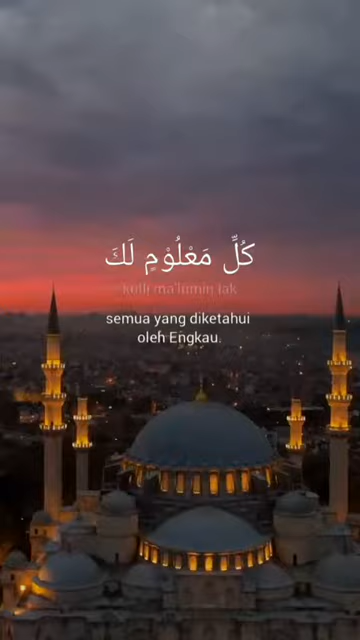 كُلِّ مَعْلُوْمٍ لَكَ
kulli ma'lumin lak
semua yang diketahui
oleh Engkau.